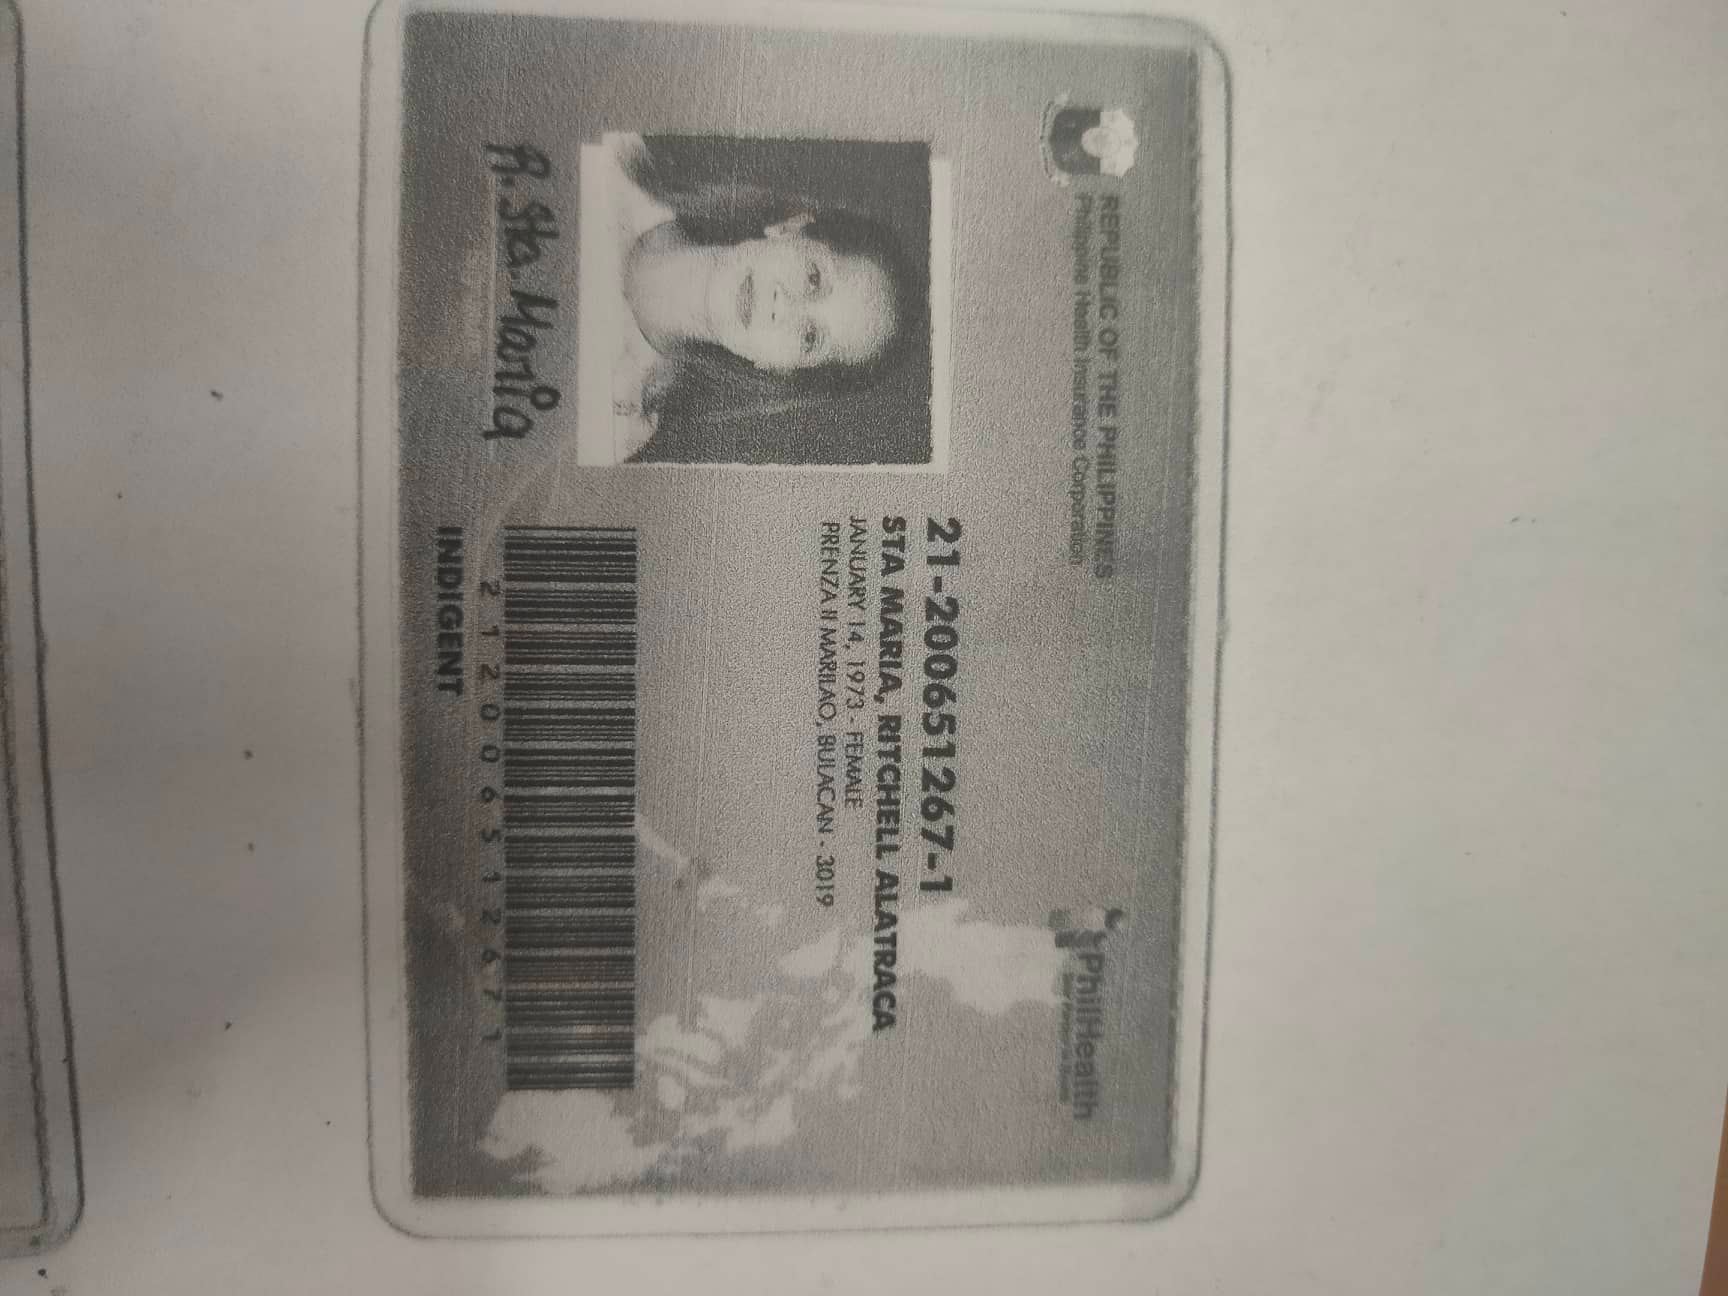 REPUBLIC OF THE PHILIPPINES
Philippine Health Insurance Corporation
PhilHealth
21-200651267-1
STA MARIA, RITCHELL ALATRACA
JANUARY 14, 1973 - FEMALE
PRENZA II MARILAO, BULACAN - 3019
R. Sta. Maria
212006512671
INDIGENT